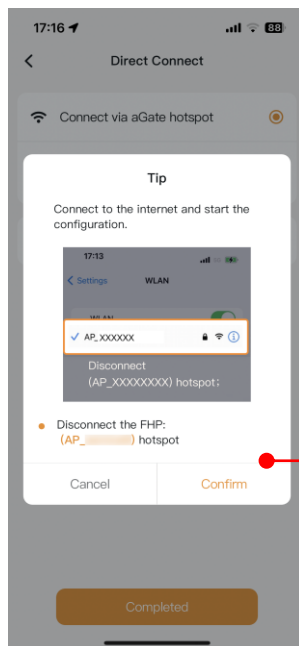 17:16
88
Direct Connect
Connect via aGate hotspot
Tip
Connect to the internet and start the
configuration.
17:13
Settings
WLAN
WLAN
AP_XXXXXX
Disconnect
(AP_XXXXXXXX) hotspot;
Disconnect the FHP:
(AP_ ) hotspot
Cancel
Confirm
Completed